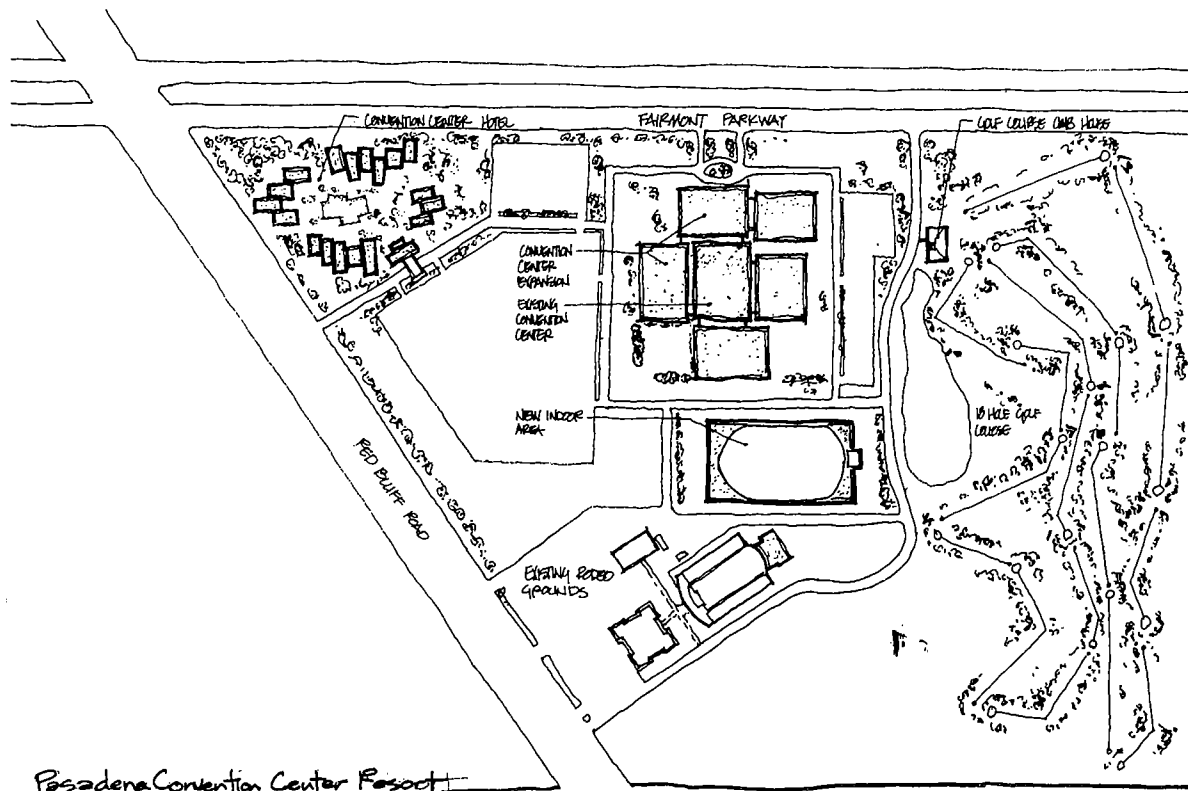 CONVENTION CENTER HOTEL
FAIRMONT PARKWAY
GOLF COURSE CLUB HOUSE
CONVENTION
CENTER
EXPANSION
EXISTING
CONVENTION
CENTER
NEW INDOOR
AREA
18 HOLE GOLF
COURSE
RED BLUFF ROAD
EXISTING RODEO
GROUNDS
Pasadena Convention Center Resort